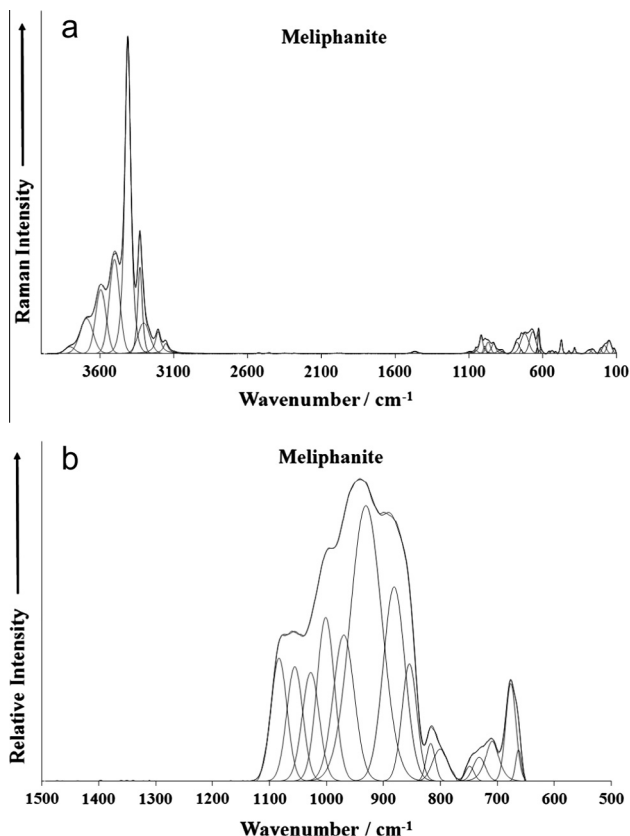 a
Meliphanite
Raman Intensity
3600 3100 2600 2100 1600 1100 600 100
Wavenumber / cm⁻¹
b
Meliphanite
Relative Intensity
1500 1400 1300 1200 1100 1000 900 800 700 600 500
Wavenumber / cm⁻¹